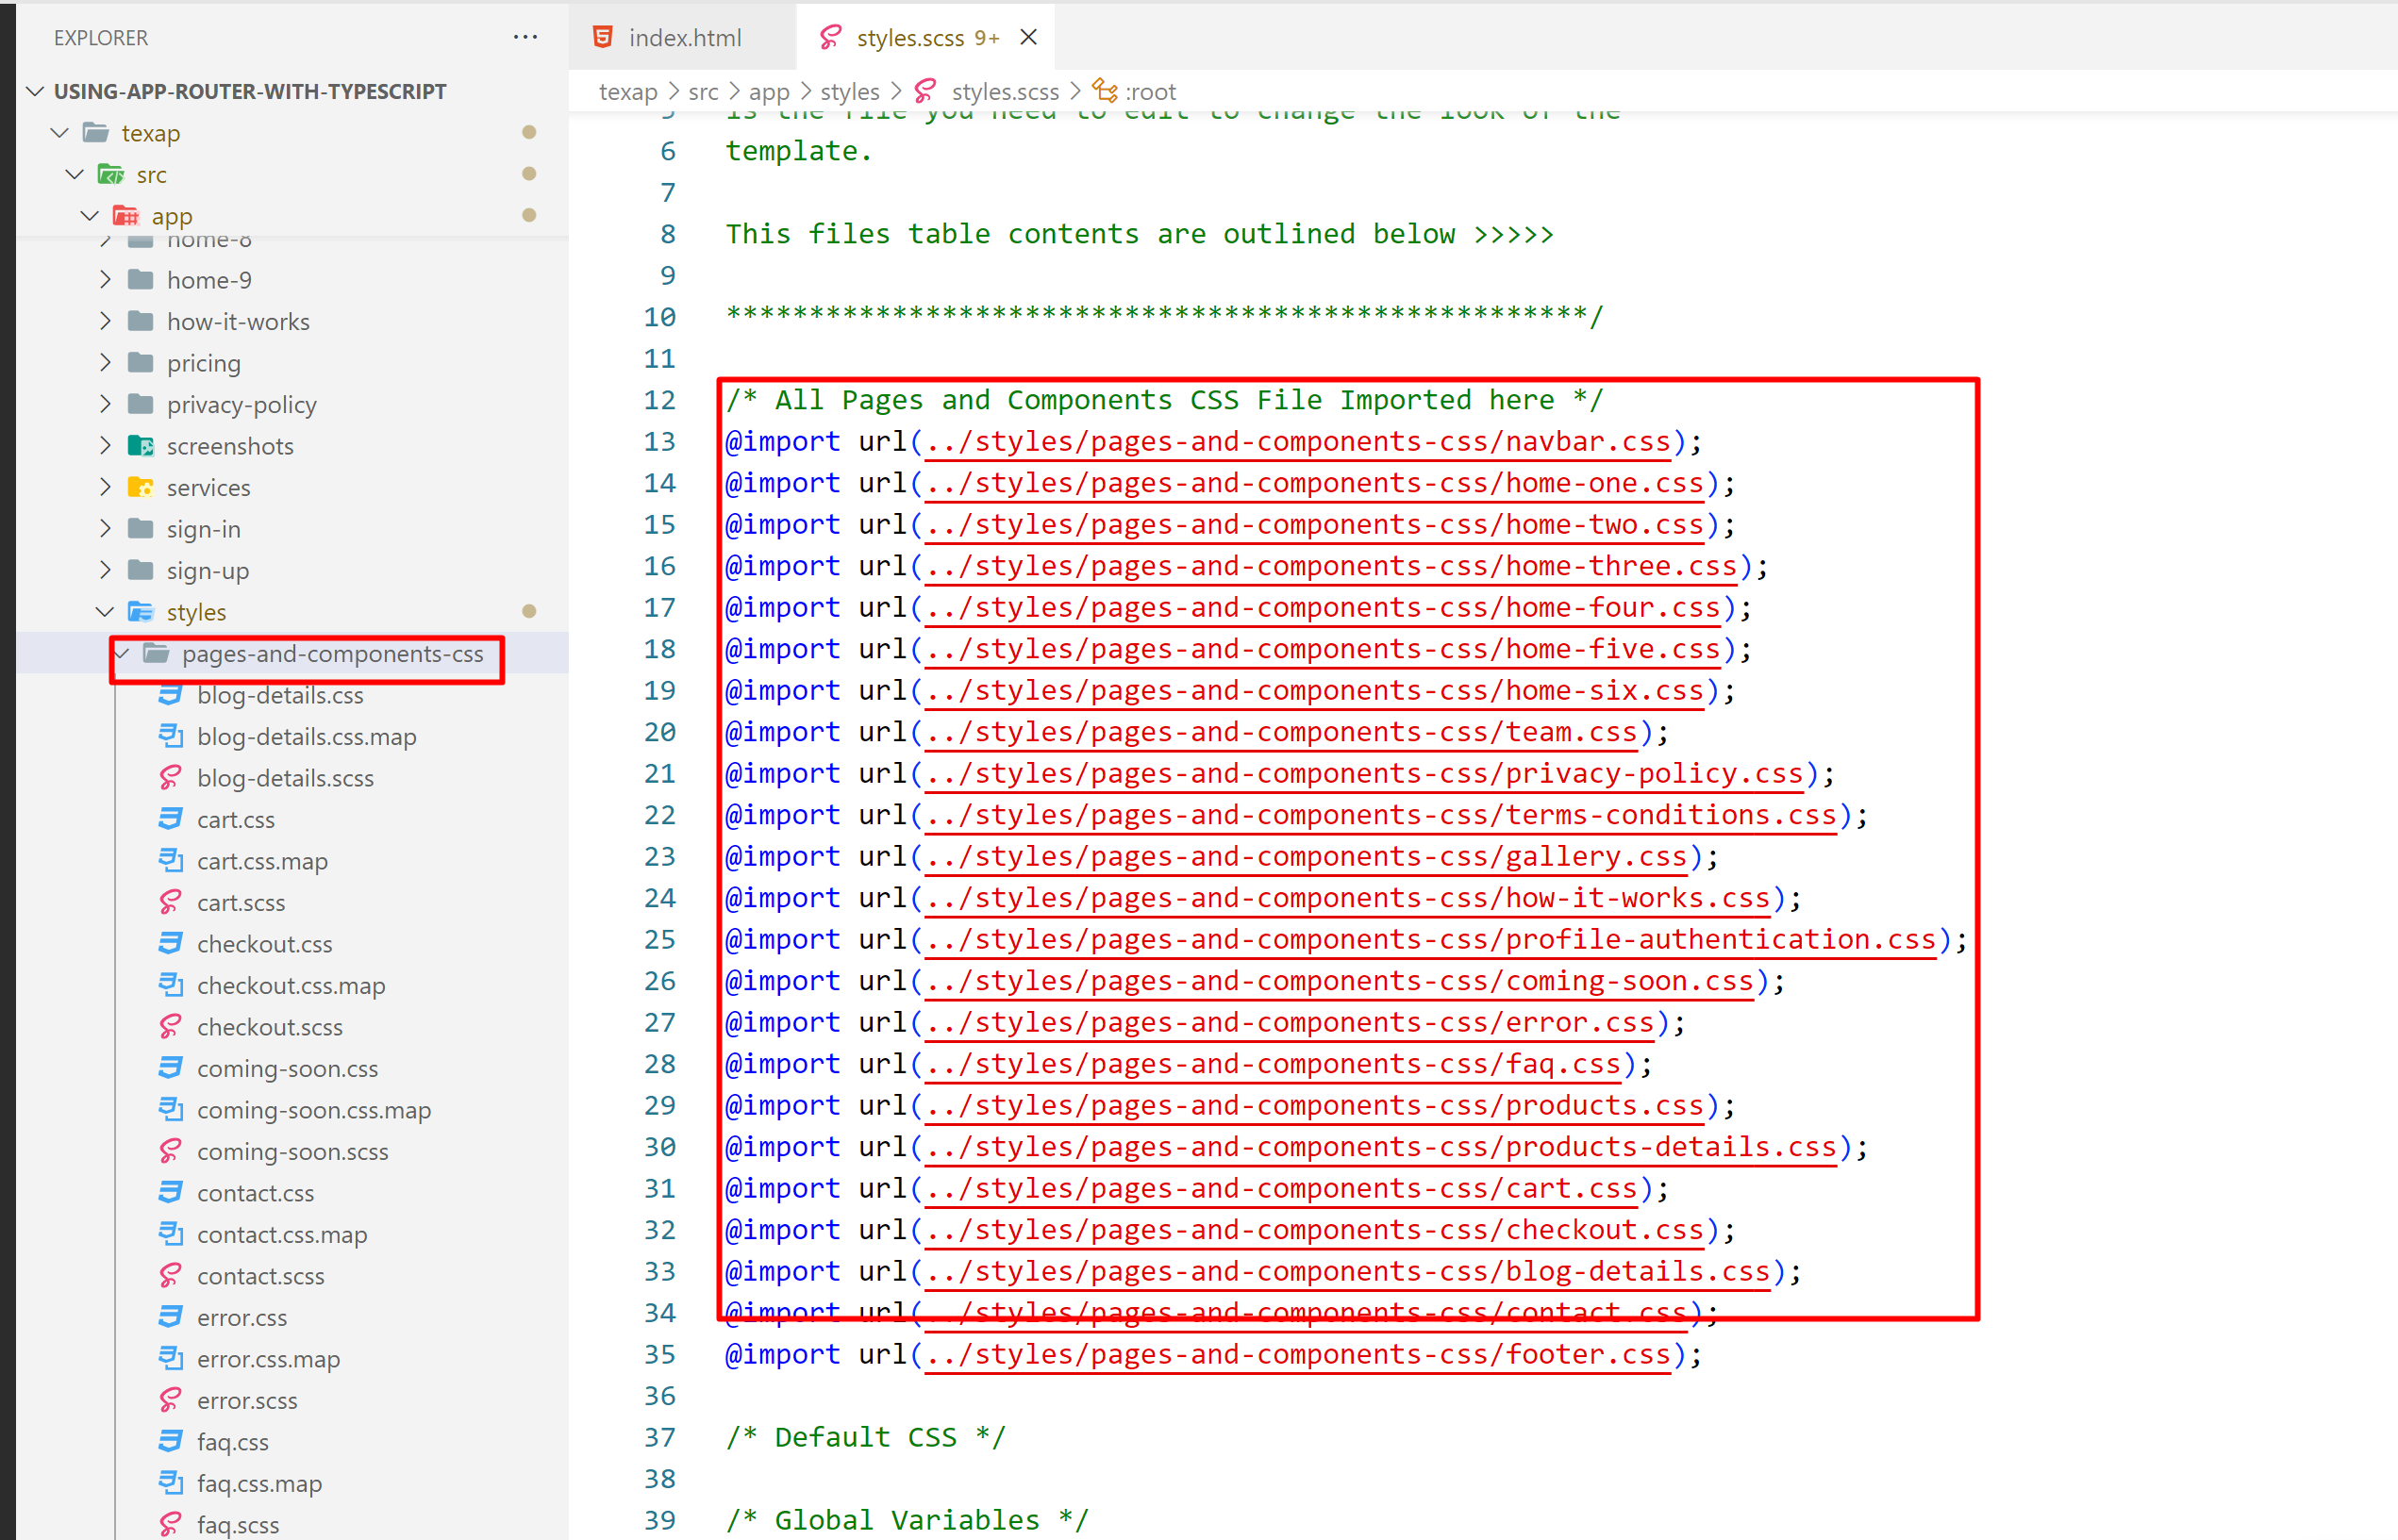 EXPLORER
USING-APP-ROUTER-WITH-TYPESCRIPT
texap
src
app
home-8
home-9
how-it-works
pricing
privacy-policy
screenshots
services
sign-in
sign-up
styles
pages-and-components-css
blog-details.css
blog-details.css.map
blog-details.scss
cart.css
cart.css.map
cart.scss
checkout.css
checkout.css.map
checkout.scss
coming-soon.css
coming-soon.css.map
coming-soon.scss
contact.css
contact.css.map
contact.scss
error.css
error.css.map
error.scss
faq.css
faq.css.map
faq.scss
index.html
styles.scss 9+
texap > src > app > styles > styles.scss > :root
5 is the file you need to edit to change the look of the
6 template.
7
8 This files table contents are outlined below >>>>>
9
10 ****************************************************/
11
12 /* All Pages and Components CSS File Imported here */
13 @import url(../styles/pages-and-components-css/navbar.css);
14 @import url(../styles/pages-and-components-css/home-one.css);
15 @import url(../styles/pages-and-components-css/home-two.css);
16 @import url(../styles/pages-and-components-css/home-three.css);
17 @import url(../styles/pages-and-components-css/home-four.css);
18 @import url(../styles/pages-and-components-css/home-five.css);
19 @import url(../styles/pages-and-components-css/home-six.css);
20 @import url(../styles/pages-and-components-css/team.css);
21 @import url(../styles/pages-and-components-css/privacy-policy.css);
22 @import url(../styles/pages-and-components-css/terms-conditions.css);
23 @import url(../styles/pages-and-components-css/gallery.css);
24 @import url(../styles/pages-and-components-css/how-it-works.css);
25 @import url(../styles/pages-and-components-css/profile-authentication.css);
26 @import url(../styles/pages-and-components-css/coming-soon.css);
27 @import url(../styles/pages-and-components-css/error.css);
28 @import url(../styles/pages-and-components-css/faq.css);
29 @import url(../styles/pages-and-components-css/products.css);
30 @import url(../styles/pages-and-components-css/products-details.css);
31 @import url(../styles/pages-and-components-css/cart.css);
32 @import url(../styles/pages-and-components-css/checkout.css);
33 @import url(../styles/pages-and-components-css/blog-details.css);
34 @import url(../styles/pages-and-components-css/contact.css);
35 @import url(../styles/pages-and-components-css/footer.css);
36
37 /* Default CSS */
38
39 /* Global Variables */